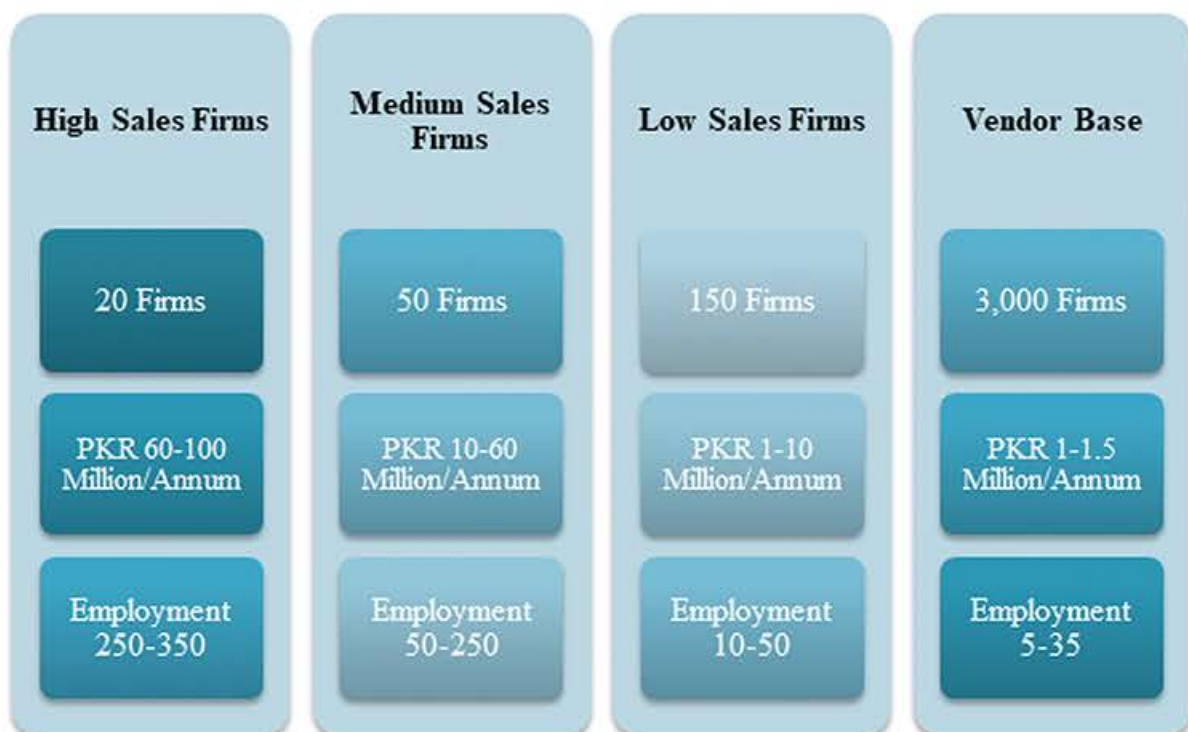 High Sales Firms
20 Firms
PKR 60-100
Million/Annum
Employment
250-350
Medium Sales
Firms
50 Firms
PKR 10-60
Million/Annum
Employment
50-250
Low Sales Firms
150 Firms
PKR 1-10
Million/Annum
Employment
10-50
Vendor Base
3,000 Firms
PKR 1-1.5
Million/Annum
Employment
5-35